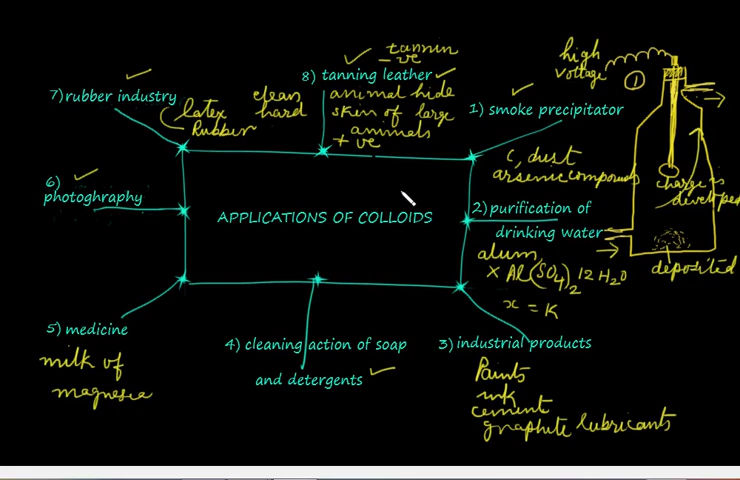 APPLICATIONS OF COLLOIDS
1) smoke precipitator
C, dust
arsenic compounds
high
voltage
1
charge is
developed
deposited
2) purification of
drinking water
alum,
X Al(SO4)2 12 H2O
x = K
3) industrial products
Paints
ink
cement
graphite lubricants
4) cleaning action of soap
and detergents
5) medicine
milk of
magnesia
6)
photoghraphy
7) rubber industry
latex
Rubber
8) tanning leather
tannin
- ve
clean animal hide
hard skin of large
animals
+ ve